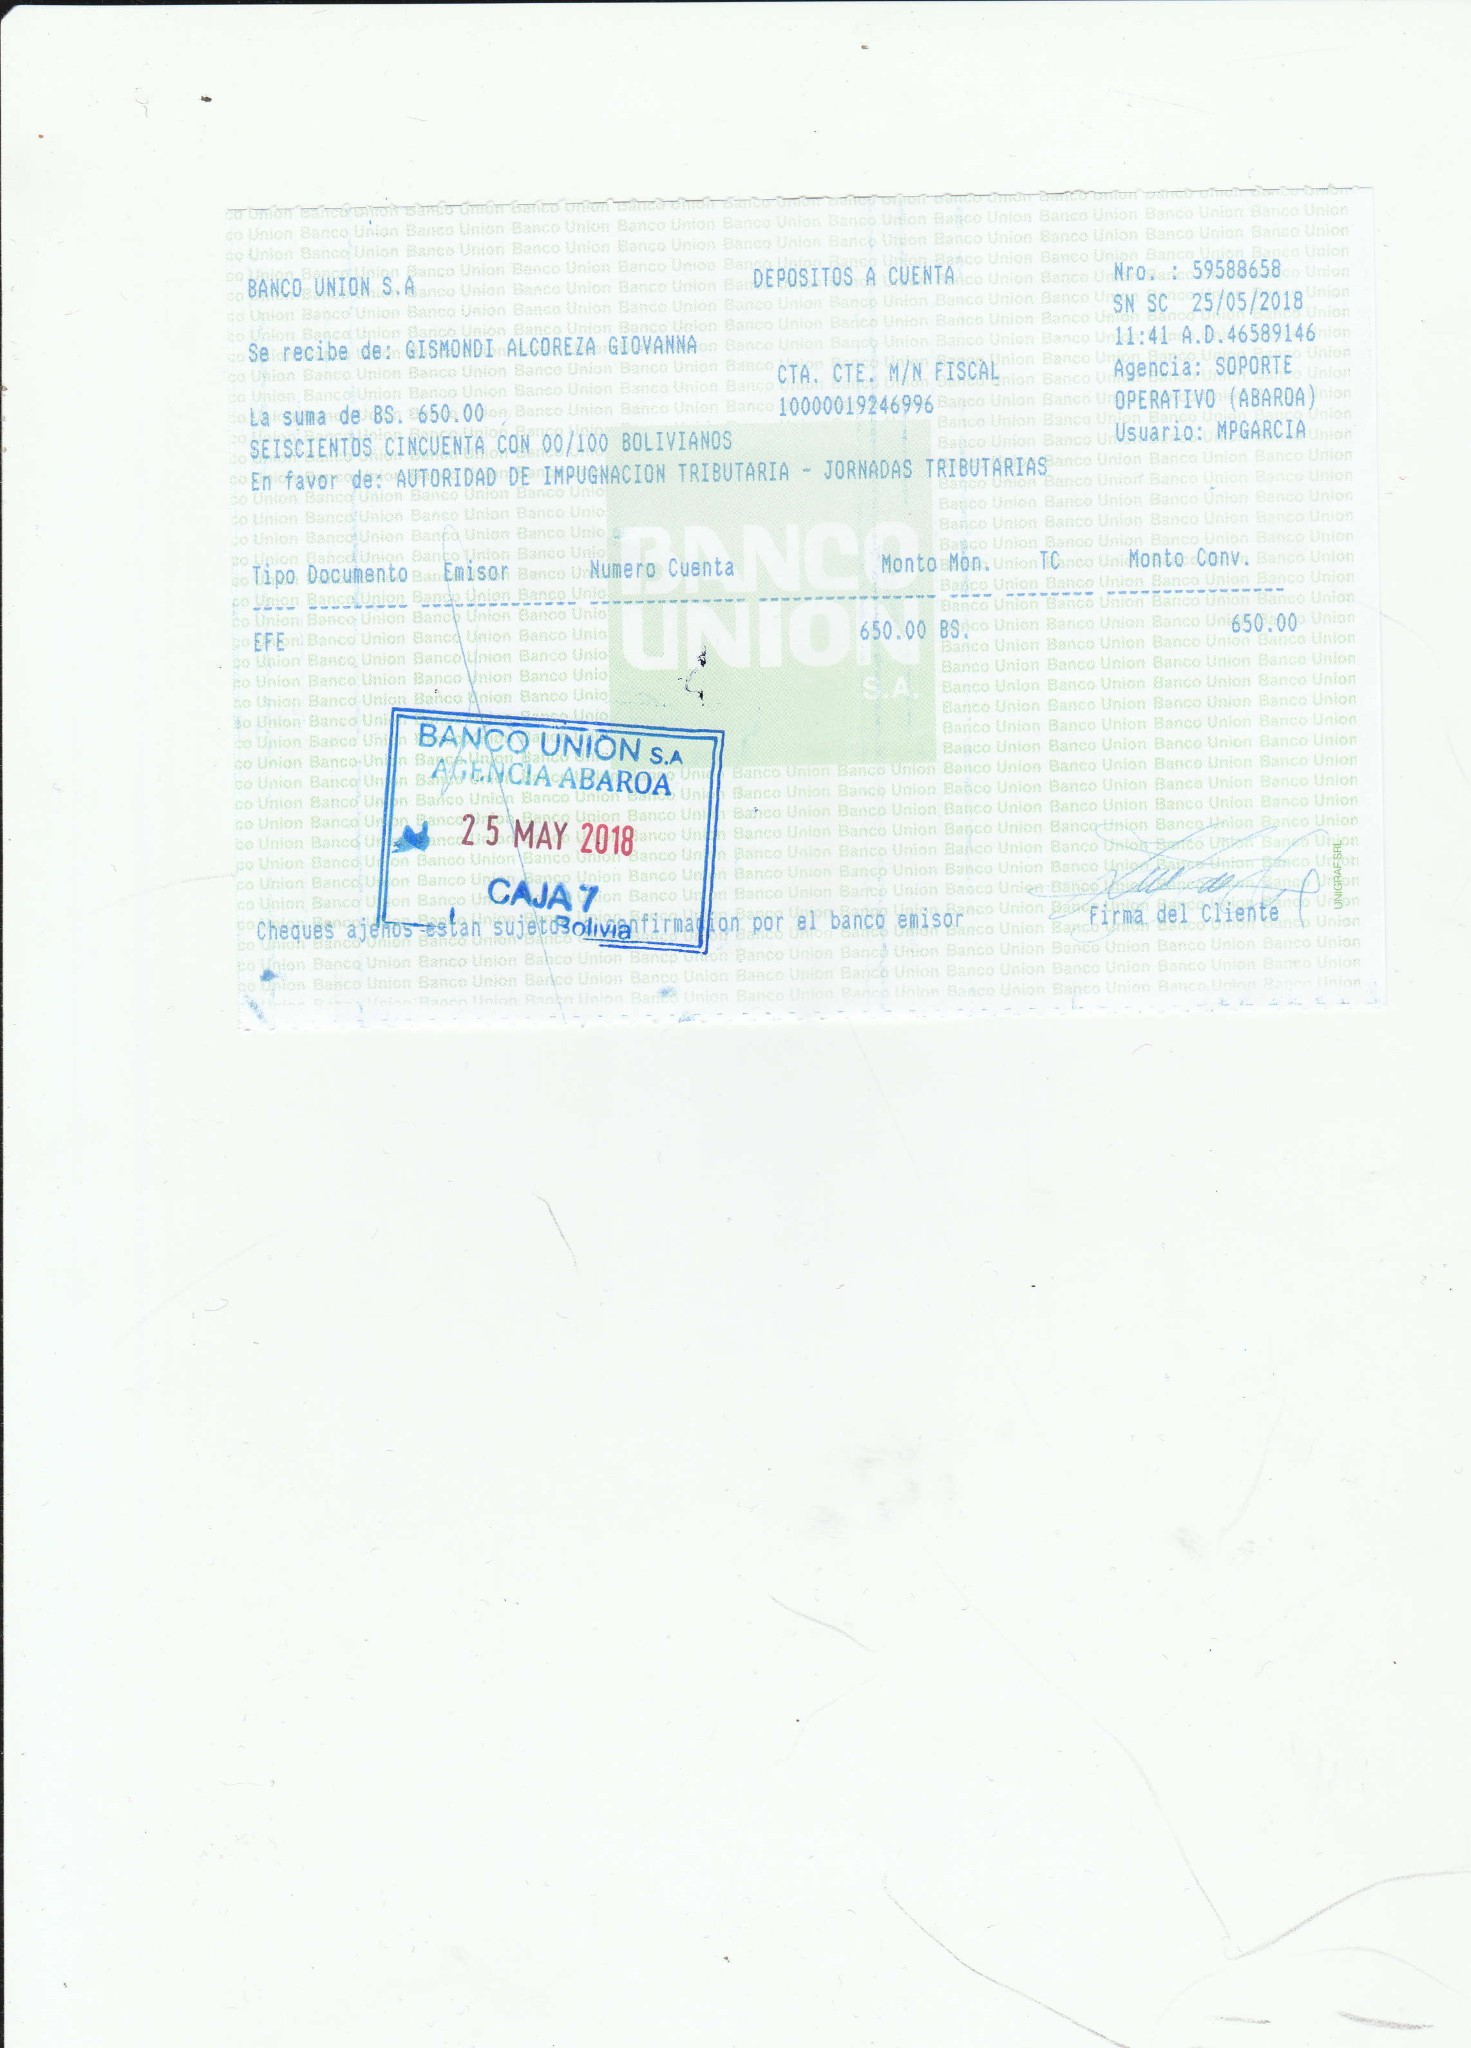 BANCO UNION S.A
DEPOSITOS A CUENTA
Nro. : 59588658
SN SC 25/05/2018
11:41 A.D.46589146
Agencia: SOPORTE
OPERATIVO (ABAROA)
Usuario: MPGARCIA
Se recibe de: GISMONDI ALCOREZA GIOVANNA
CTA. CTE. M/N FISCAL
10000019246996
La suma de BS. 650.00
SEISCIENTOS CINCUENTA CON 00/100 BOLIVIANOS
En favor de: AUTORIDAD DE IMPUGNACION TRIBUTARIA - JORNADAS TRIBUTARIAS
BANCO
UNION
S.A.
Tipo Documento Emisor Numero Cuenta Monto Mon. TC Monto Conv.
EFE 650.00 BS. 650.00
BANCO UNIÓN S.A
AGENCIA ABAROA
25 MAY 2018
CAJA 7
Bolivia
Cheques ajenos estan sujetos confirmacion por el banco emisor
Firma del Cliente
UNIGRAF SRL